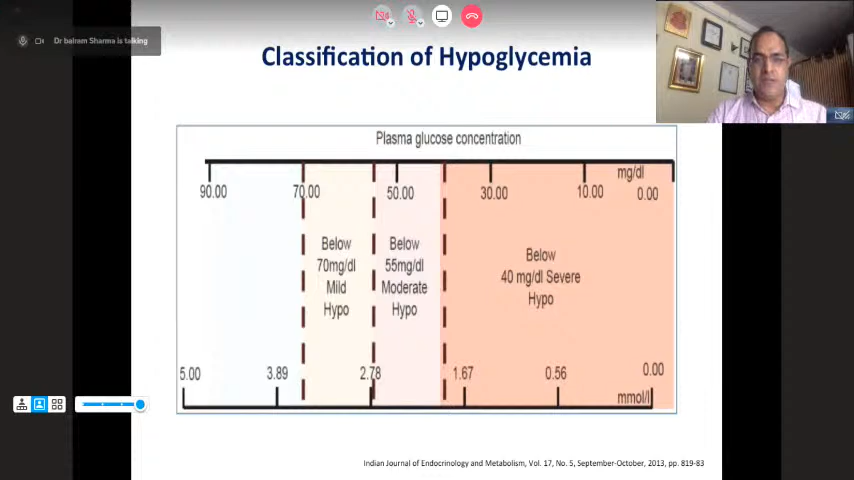 Dr balram Sharma is talking
Classification of Hypoglycemia
Plasma glucose concentration
mg/dl
90.00 70.00 50.00 30.00 10.00 0.00
Below
70mg/dl
Mild
Hypo
Below
55mg/dl
Moderate
Hypo
Below
40 mg/dl Severe
Hypo
5.00 3.89 2.78 1.67 0.56 0.00
mmol/l
Indian Journal of Endocrinology and Metabolism, Vol. 17, No. 5, September-October, 2013, pp. 819-83